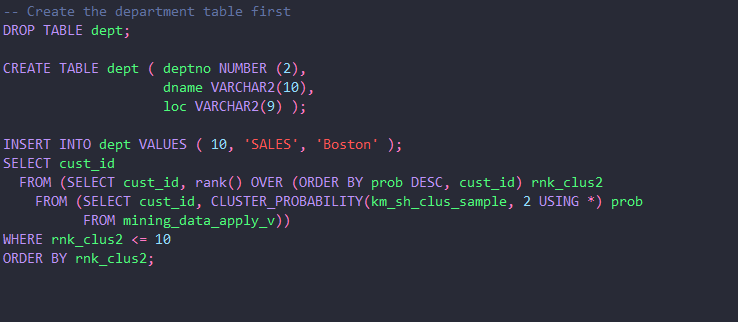 -- Create the department table first
DROP TABLE dept;
CREATE TABLE dept ( deptno NUMBER (2),
dname VARCHAR2(10),
loc VARCHAR2(9) );
INSERT INTO dept VALUES ( 10, 'SALES', 'Boston' );
SELECT cust_id
FROM (SELECT cust_id, rank() OVER (ORDER BY prob DESC, cust_id) rnk_clus2
FROM (SELECT cust_id, CLUSTER_PROBABILITY(km_sh_clus_sample, 2 USING *) prob
FROM mining_data_apply_v))
WHERE rnk_clus2 <= 10
ORDER BY rnk_clus2;